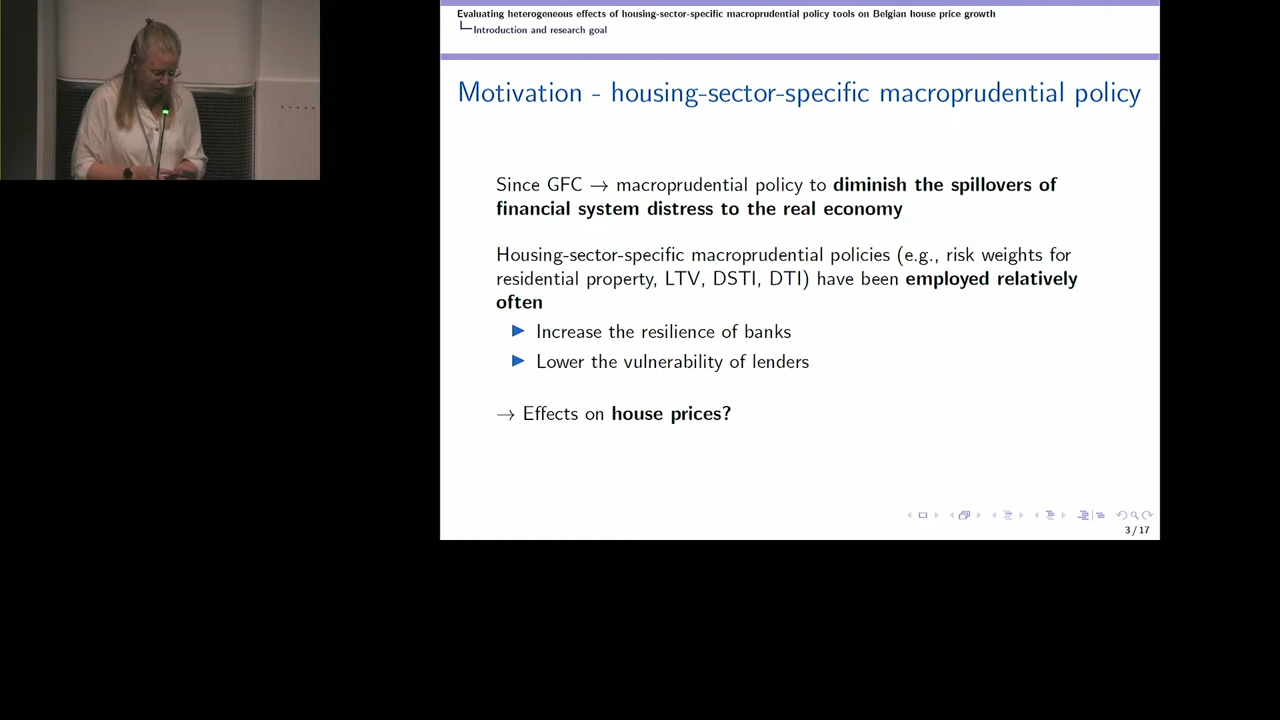 Evaluating heterogeneous effects of housing-sector-specific macroprudential policy tools on Belgian house price growth
Introduction and research goal
Motivation - housing-sector-specific macroprudential policy
Since GFC → macroprudential policy to diminish the spillovers of
financial system distress to the real economy
Housing-sector-specific macroprudential policies (e.g., risk weights for
residential property, LTV, DSTI, DTI) have been employed relatively
often
▶ Increase the resilience of banks
▶ Lower the vulnerability of lenders
→ Effects on house prices?
3 / 17